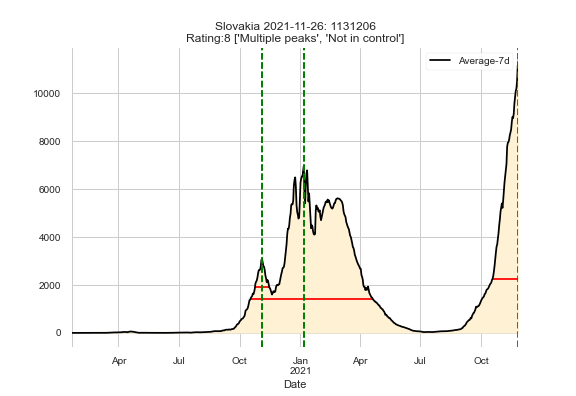 Slovakia 2021-11-26: 1131206
Rating:8 ['Multiple peaks', 'Not in control']
Average-7d
10000
8000
6000
4000
2000
0
Apr Jul Oct Jan Apr Jul Oct
2021
Date